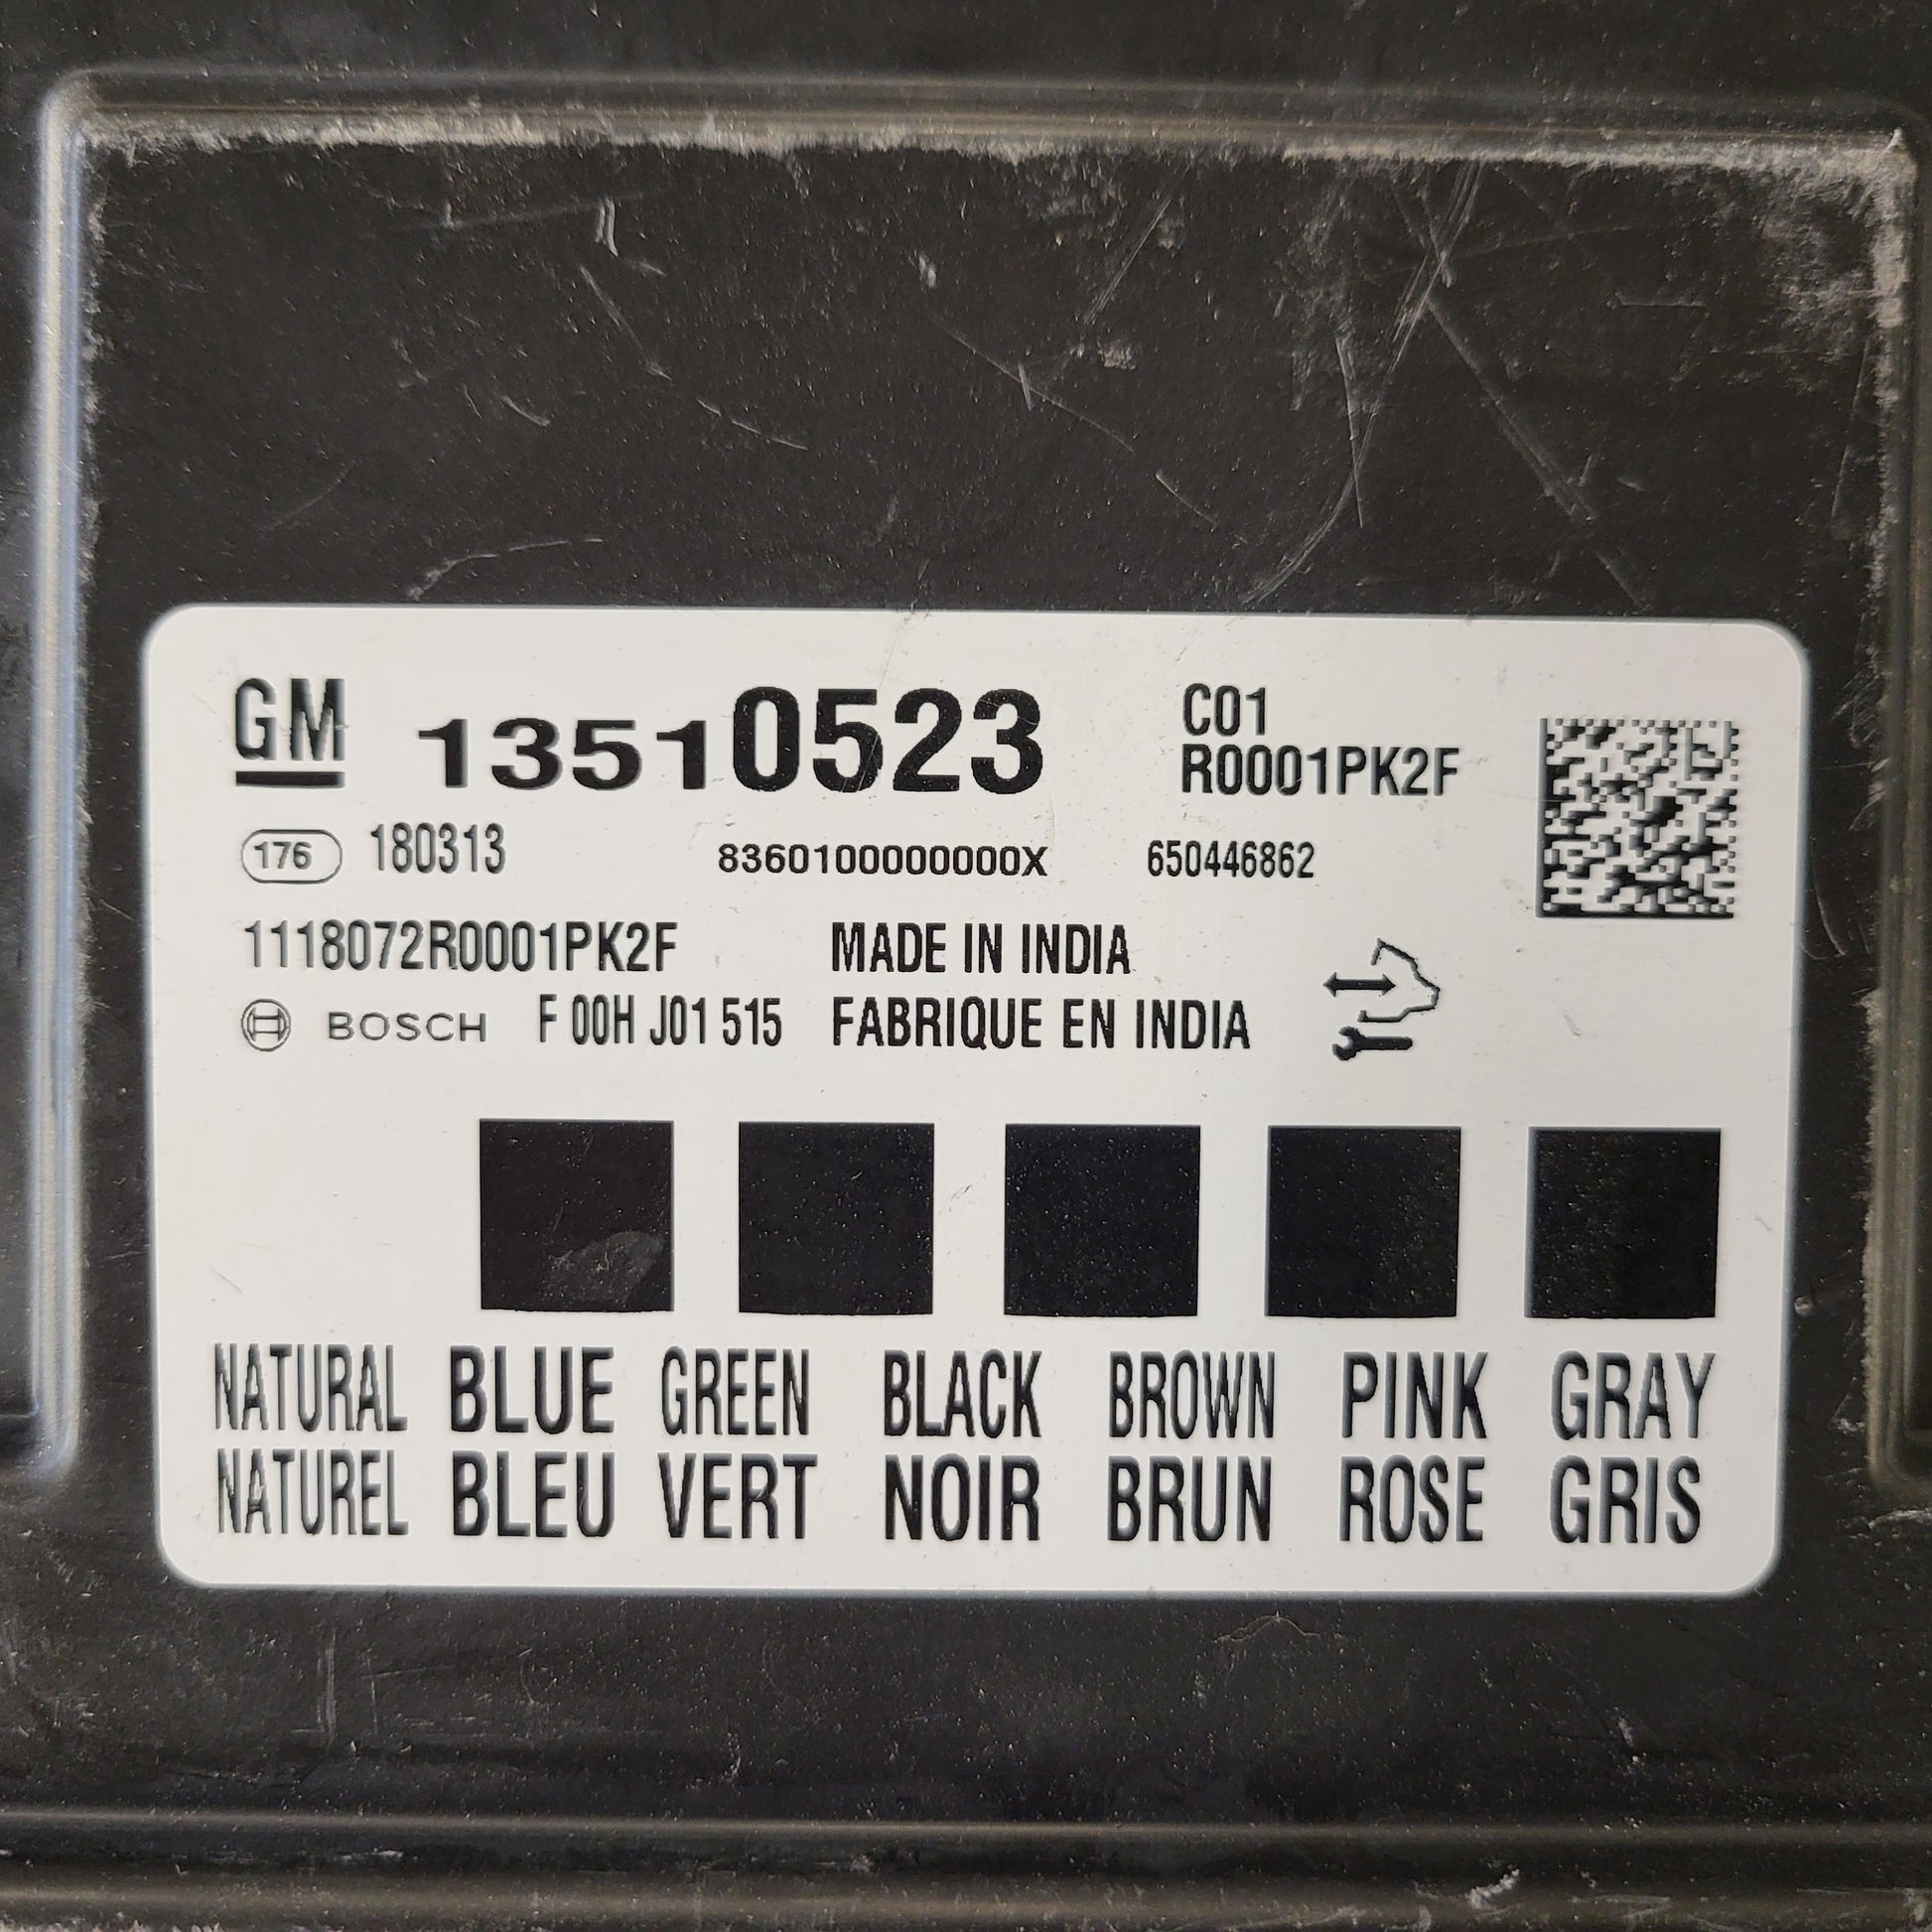 GM 13510523 C01
R0001PK2F
176 180313 8360100000000X 650446862
1118072R0001PK2F MADE IN INDIA
BOSCH F 00H J01 515 FABRIQUE EN INDIA
NATURAL BLUE GREEN BLACK BROWN PINK GRAY
NATUREL BLEU VERT NOIR BRUN ROSE GRIS